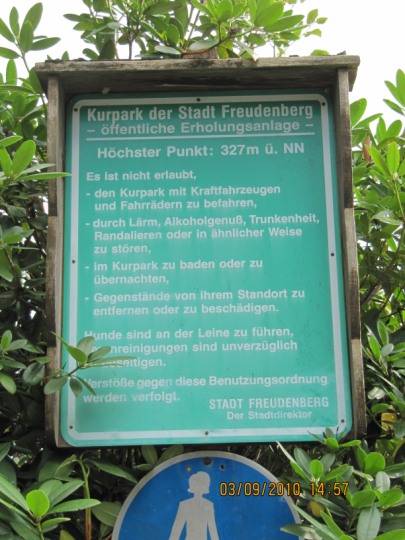 Kurpark der Stadt Freudenberg
- öffentliche Erholungsanlage -
Höchster Punkt: 327m ü. NN
Es ist nicht erlaubt,
- den Kurpark mit Kraftfahrzeugen
und Fahrrädern zu befahren,
- durch Lärm, Alkoholgenuß, Trunkenheit,
Randalieren oder in ähnlicher Weise
zu stören,
- im Kurpark zu baden oder zu
übernachten,
- Gegenstände von ihrem Standort zu
entfernen oder zu beschädigen.
Hunde sind an der Leine zu führen,
sind unverzüglich
Verstöße gegen diese Benutzungsordnung
werden verfolgt.
STADT FREUDENBERG
Der Stadtdirektor
03/09/2010 14:57